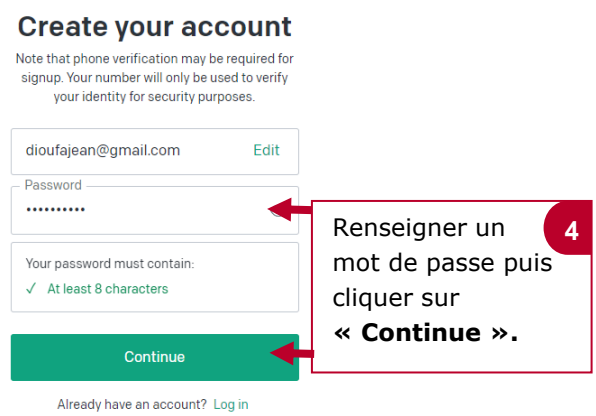 Create your account
Note that phone verification may be required for
signup. Your number will only be used to verify
your identity for security purposes.
dioufajean@gmail.com Edit
Password
••••••••••
Your password must contain:
✓ At least 8 characters
Continue
Already have an account? Log in
Renseigner un
mot de passe puis
cliquer sur
« Continue ».
4